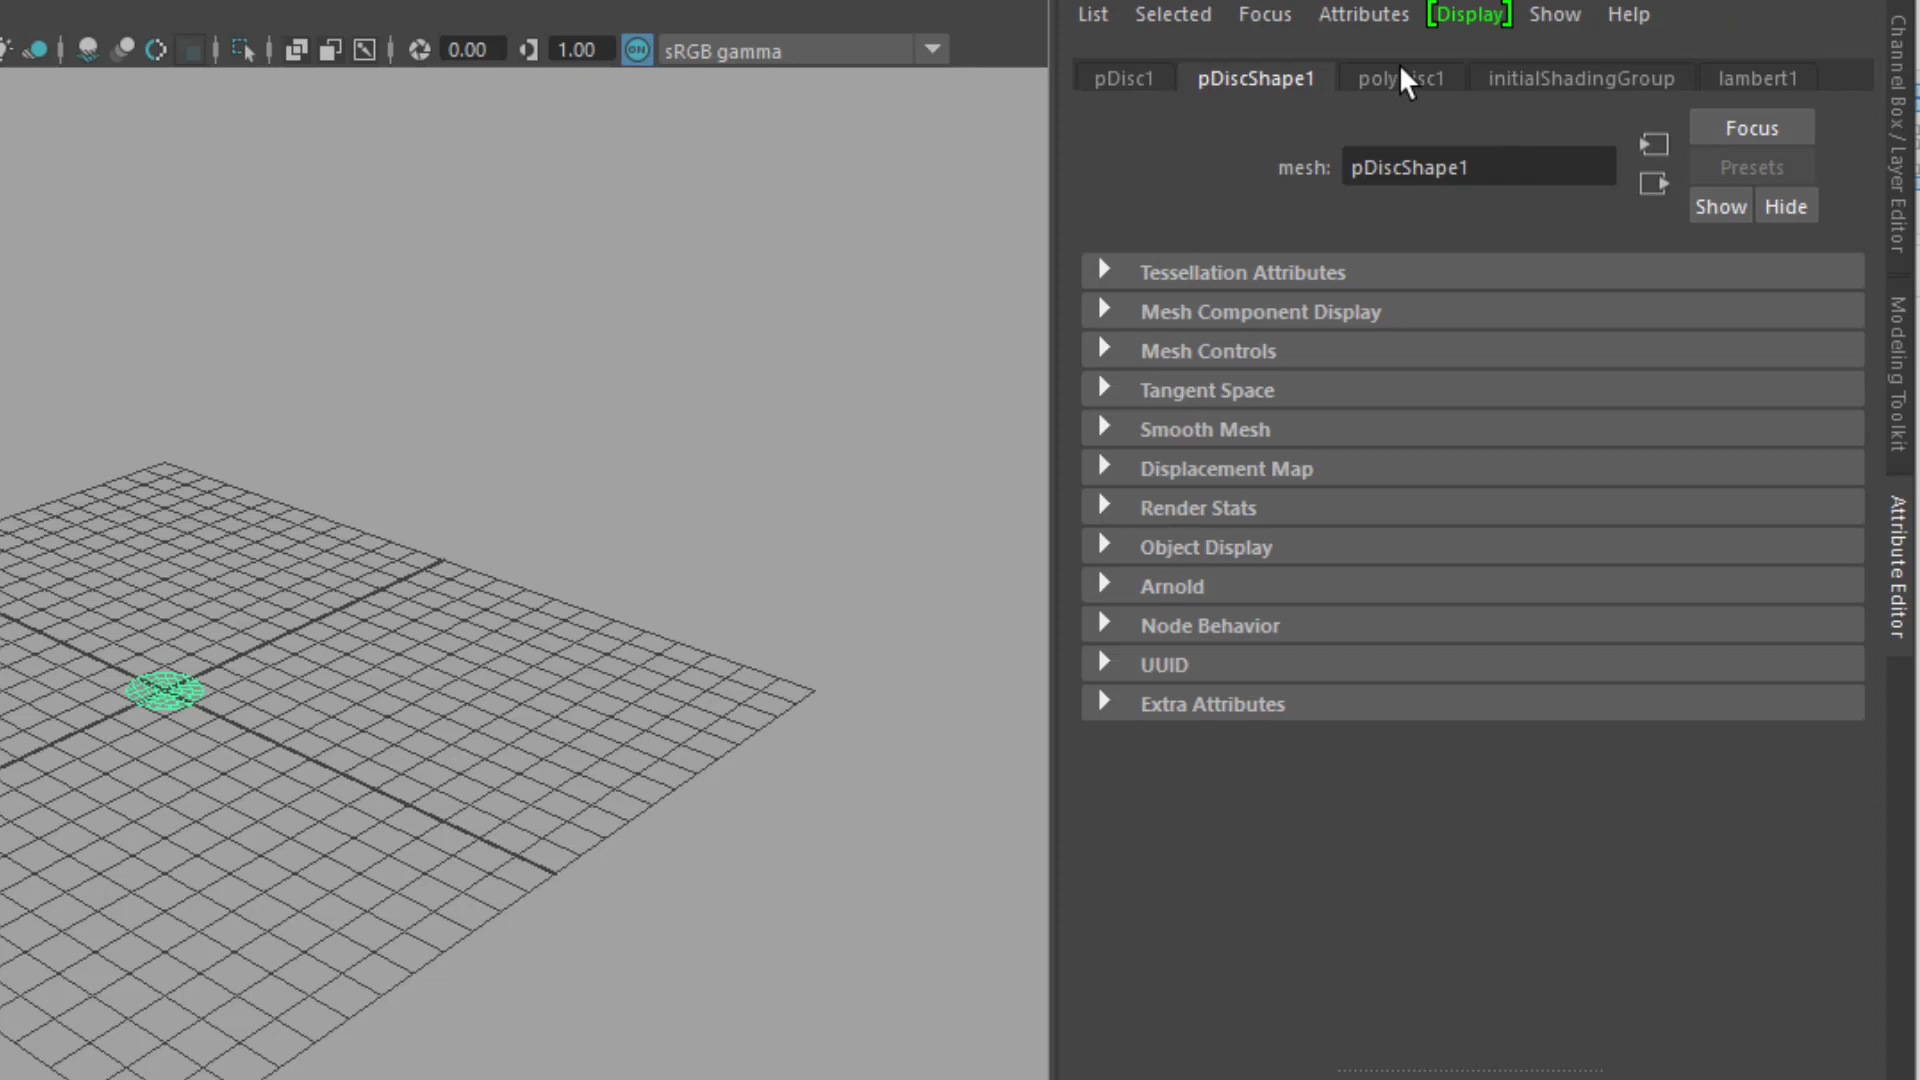 List Selected Focus Attributes [Display] Show Help
0.00 1.00 ON sRGB gamma
pDisc1 pDiscShape1 initialShadingGroup lambert1
Focus
mesh: pDiscShape1
Presets
Show Hide
Tessellation Attributes
Mesh Component Display
Mesh Controls
Tangent Space
Smooth Mesh
Displacement Map
Render Stats
Object Display
Arnold
Node Behavior
UUID
Extra Attributes
Channel Box / Layer Editor
Modeling Toolkit
Attribute Editor